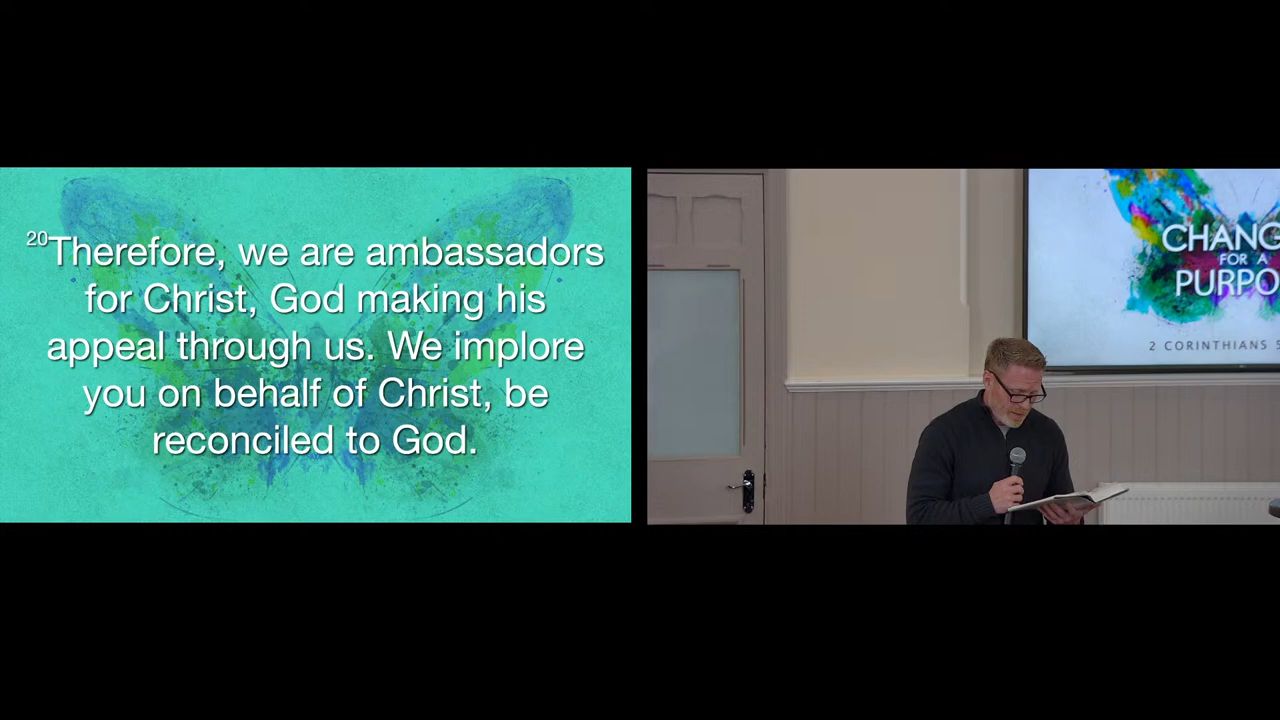 20Therefore, we are ambassadors
for Christ, God making his
appeal through us. We implore
you on behalf of Christ, be
reconciled to God.
CHANG
FOR A
PURPO
2 CORINTHIANS 5